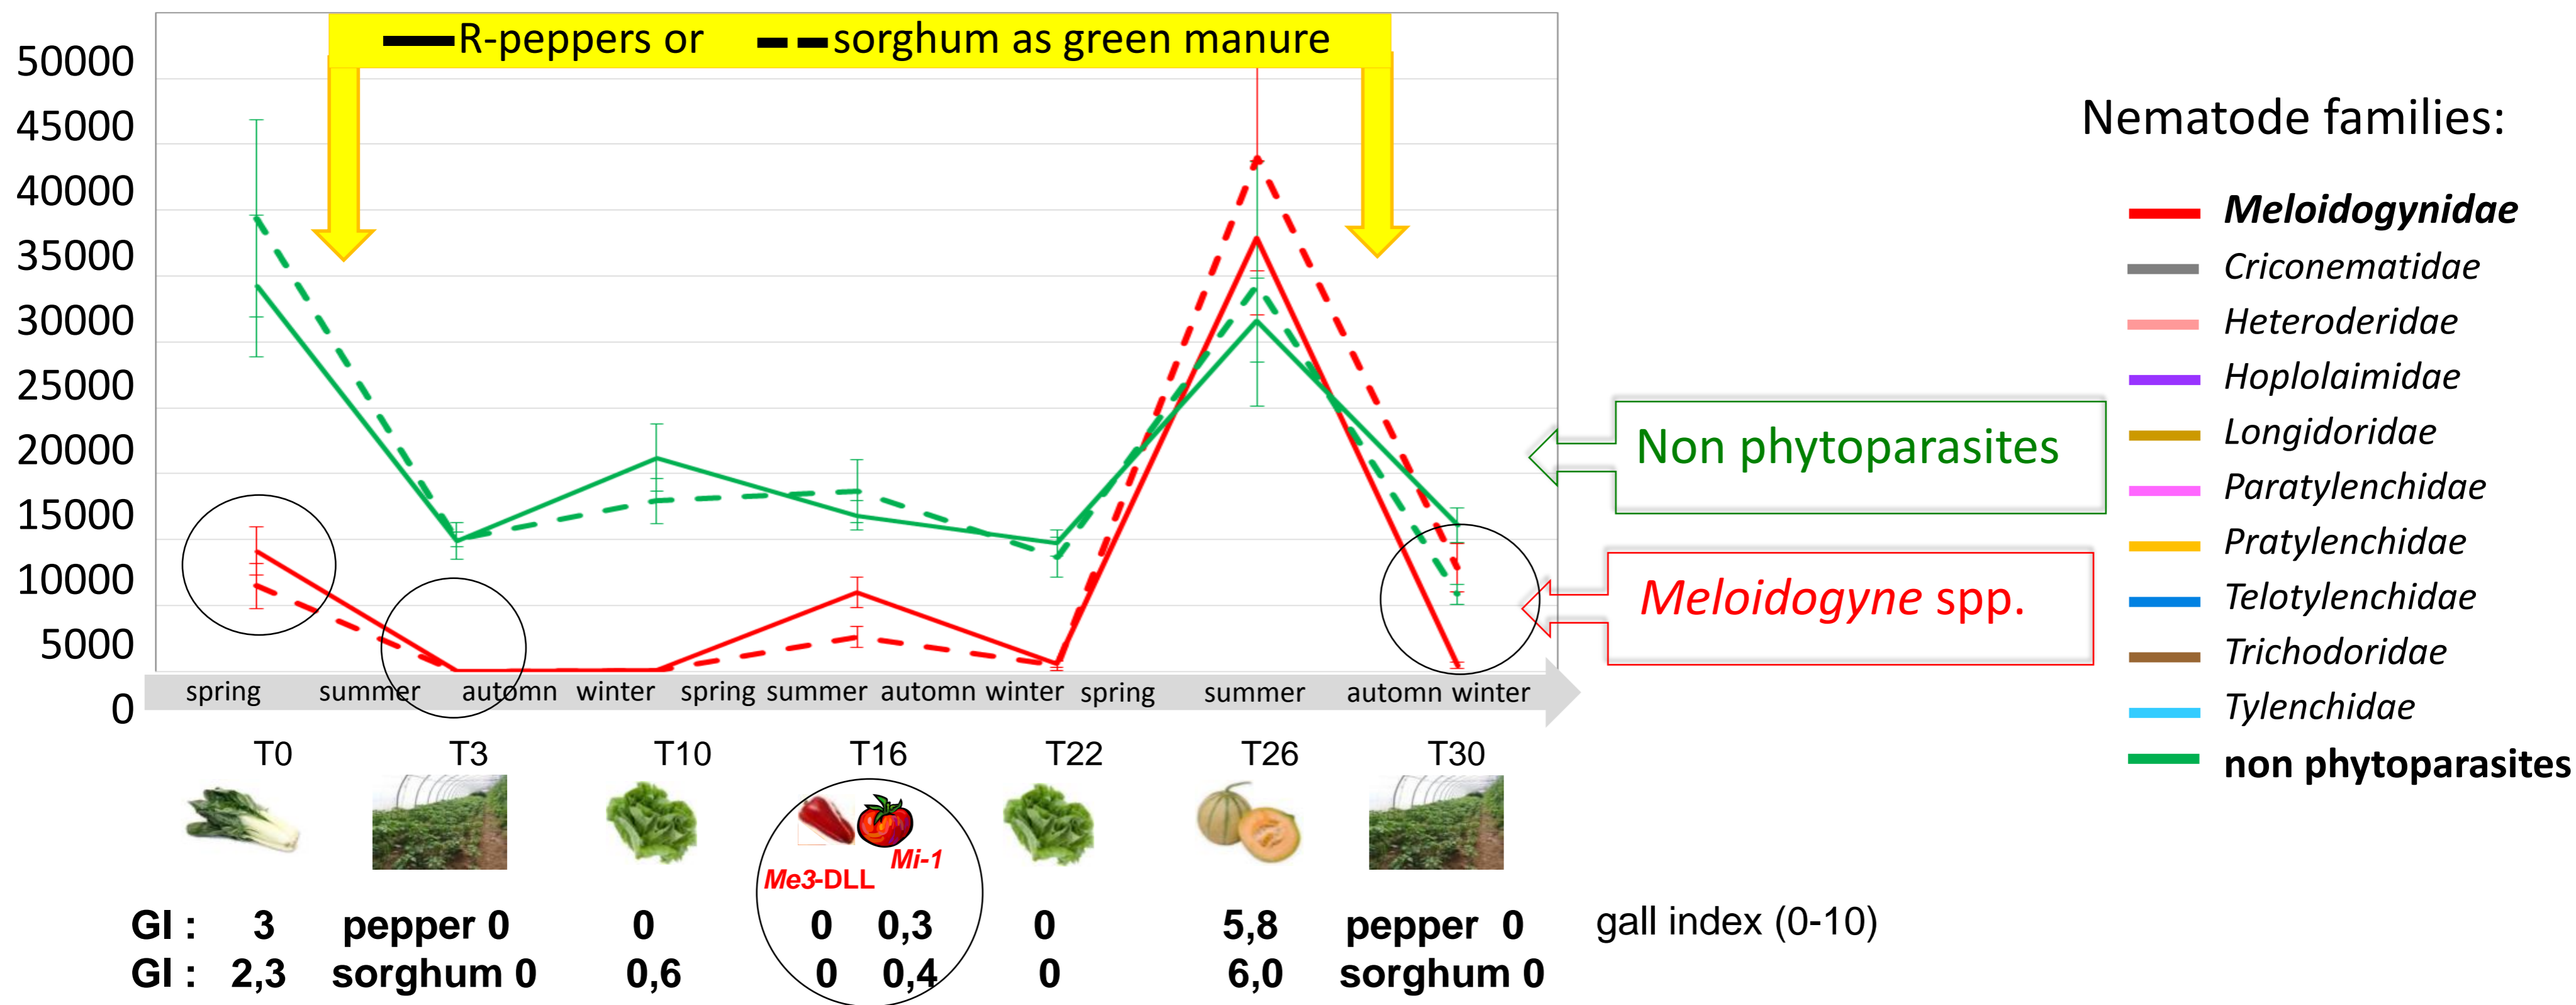 R-peppers or sorghum as green manure
50000
45000
40000
35000
30000
25000
20000
15000
10000
5000
0
spring summer automn winter spring summer automn winter spring summer automn winter
T0 T3 T10 T16 T22 T26 T30
Me3-DLL
Mi-1
GI : 3 pepper 0 0 0 0,3 0 5,8 pepper 0
gall index (0-10)
GI : 2,3 sorghum 0 0,6 0 0,4 0 6,0 sorghum 0
Non phytoparasites
Meloidogyne spp.
Nematode families:
Meloidogynidae
Criconematidae
Heteroderidae
Hoplolaimidae
Longidoridae
Paratylenchidae
Pratylenchidae
Telotylenchidae
Trichodoridae
Tylenchidae
non phytoparasites